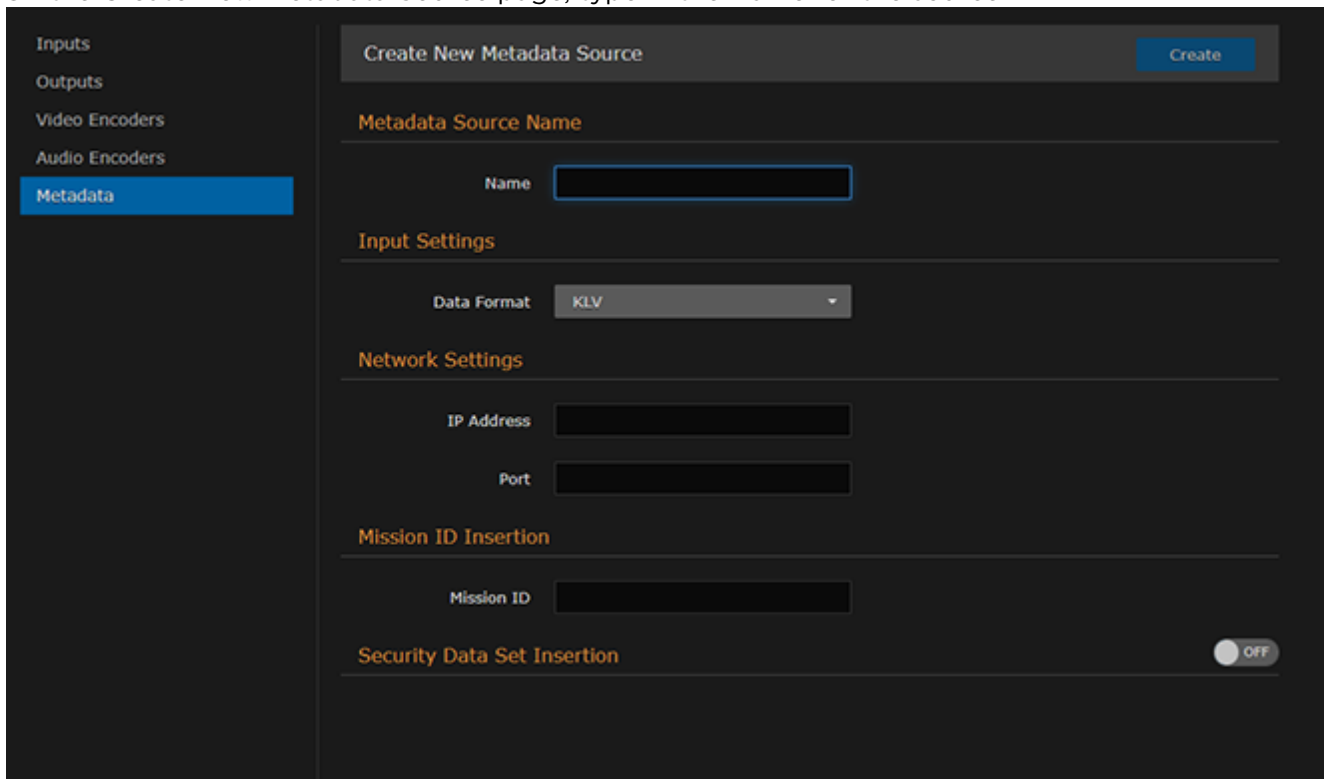 Inputs
Outputs
Video Encoders
Audio Encoders
Metadata
Create New Metadata Source
Create
Metadata Source Name
Name
Input Settings
Data Format KLV
Network Settings
IP Address
Port
Mission ID Insertion
Mission ID
Security Data Set Insertion OFF